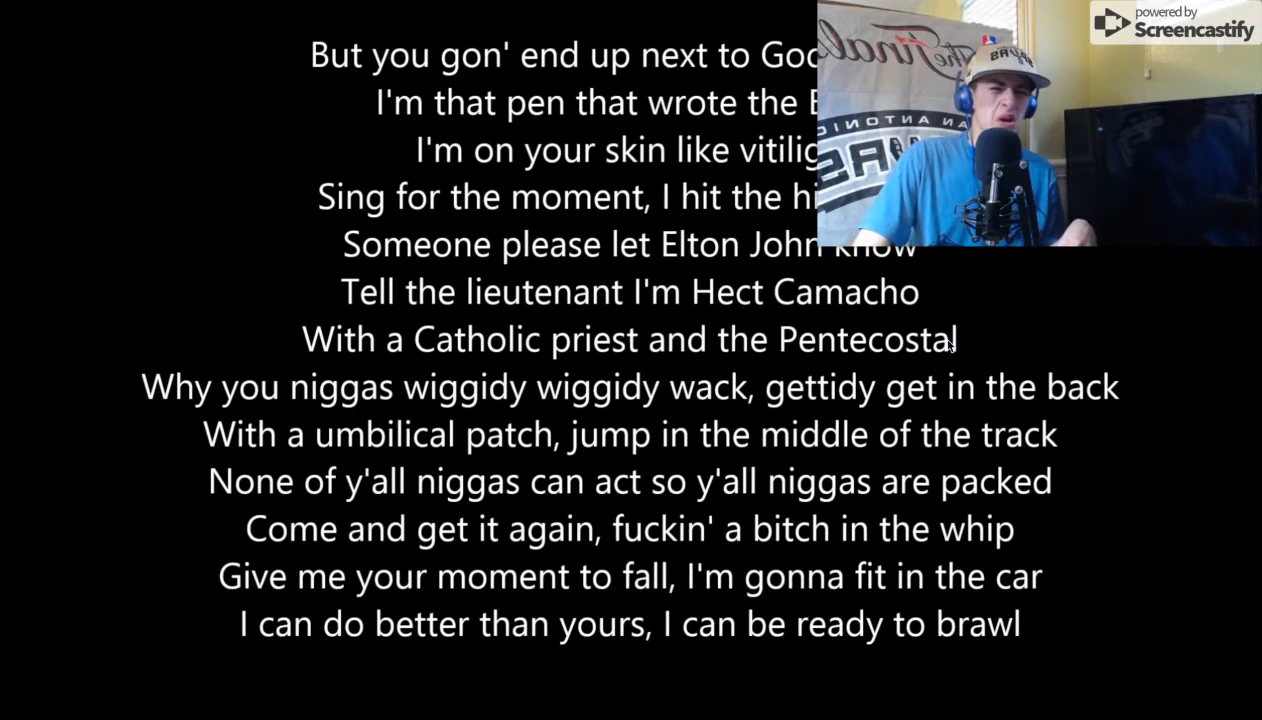 But you gon' end up next to
I'm that pen that wrote the
I'm on your skin like
Sing for the moment, I hit the
Someone please let Elton John know
Tell the lieutenant I'm Hect Camacho
With a Catholic priest and the Pentecostal
Why you niggas wiggidy wiggidy wack, gettidy get in the back
With a umbilical patch, jump in the middle of the track
None of y'all niggas can act so y'all niggas are packed
Come and get it again, fuckin' a bitch in the whip
Give me your moment to fall, I'm gonna fit in the car
I can do better than yours, I can be ready to brawl
powered by
Screencastify
The Finals